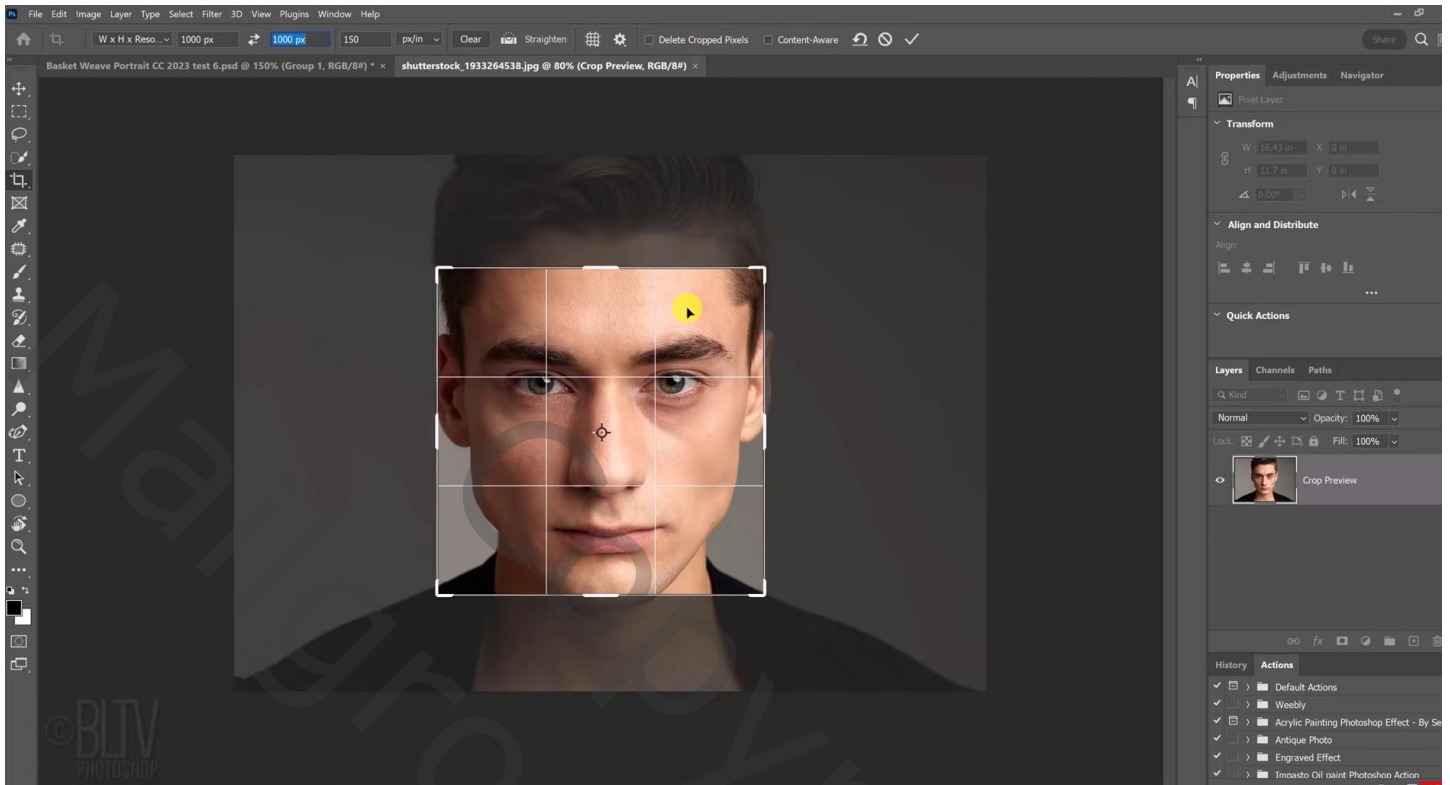 Ps File Edit Image Layer Type Select Filter 3D View Plugins Window Help
W x H x Reso... 1000 px 1000 px 150 px/in Clear Straighten Delete Cropped Pixels Content-Aware Share
Basket Weave Portrait CC 2023 test 6.psd @ 150% (Group 1, RGB/8#) * × shutterstock_1933264538.jpg @ 80% (Crop Preview, RGB/8#) ×
Properties Adjustments Navigator
Pixel Layer
Transform
W 16.43 in X 0 in
H 11.7 in Y 0 in
0.00°
Align and Distribute
Align:
Quick Actions
Layers Channels Paths
Kind
Normal Opacity: 100%
Lock: Fill: 100%
Crop Preview
fx
History Actions
Default Actions
Weebly
Acrylic Painting Photoshop Effect - By Se
Antique Photo
Engraved Effect
Impasto Oil paint Photoshop Action
© BLTV
PHOTOSHOP